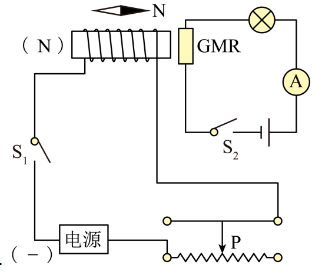 N
(N)
GMR
A
S₁
S₂
.(-)
电源
P